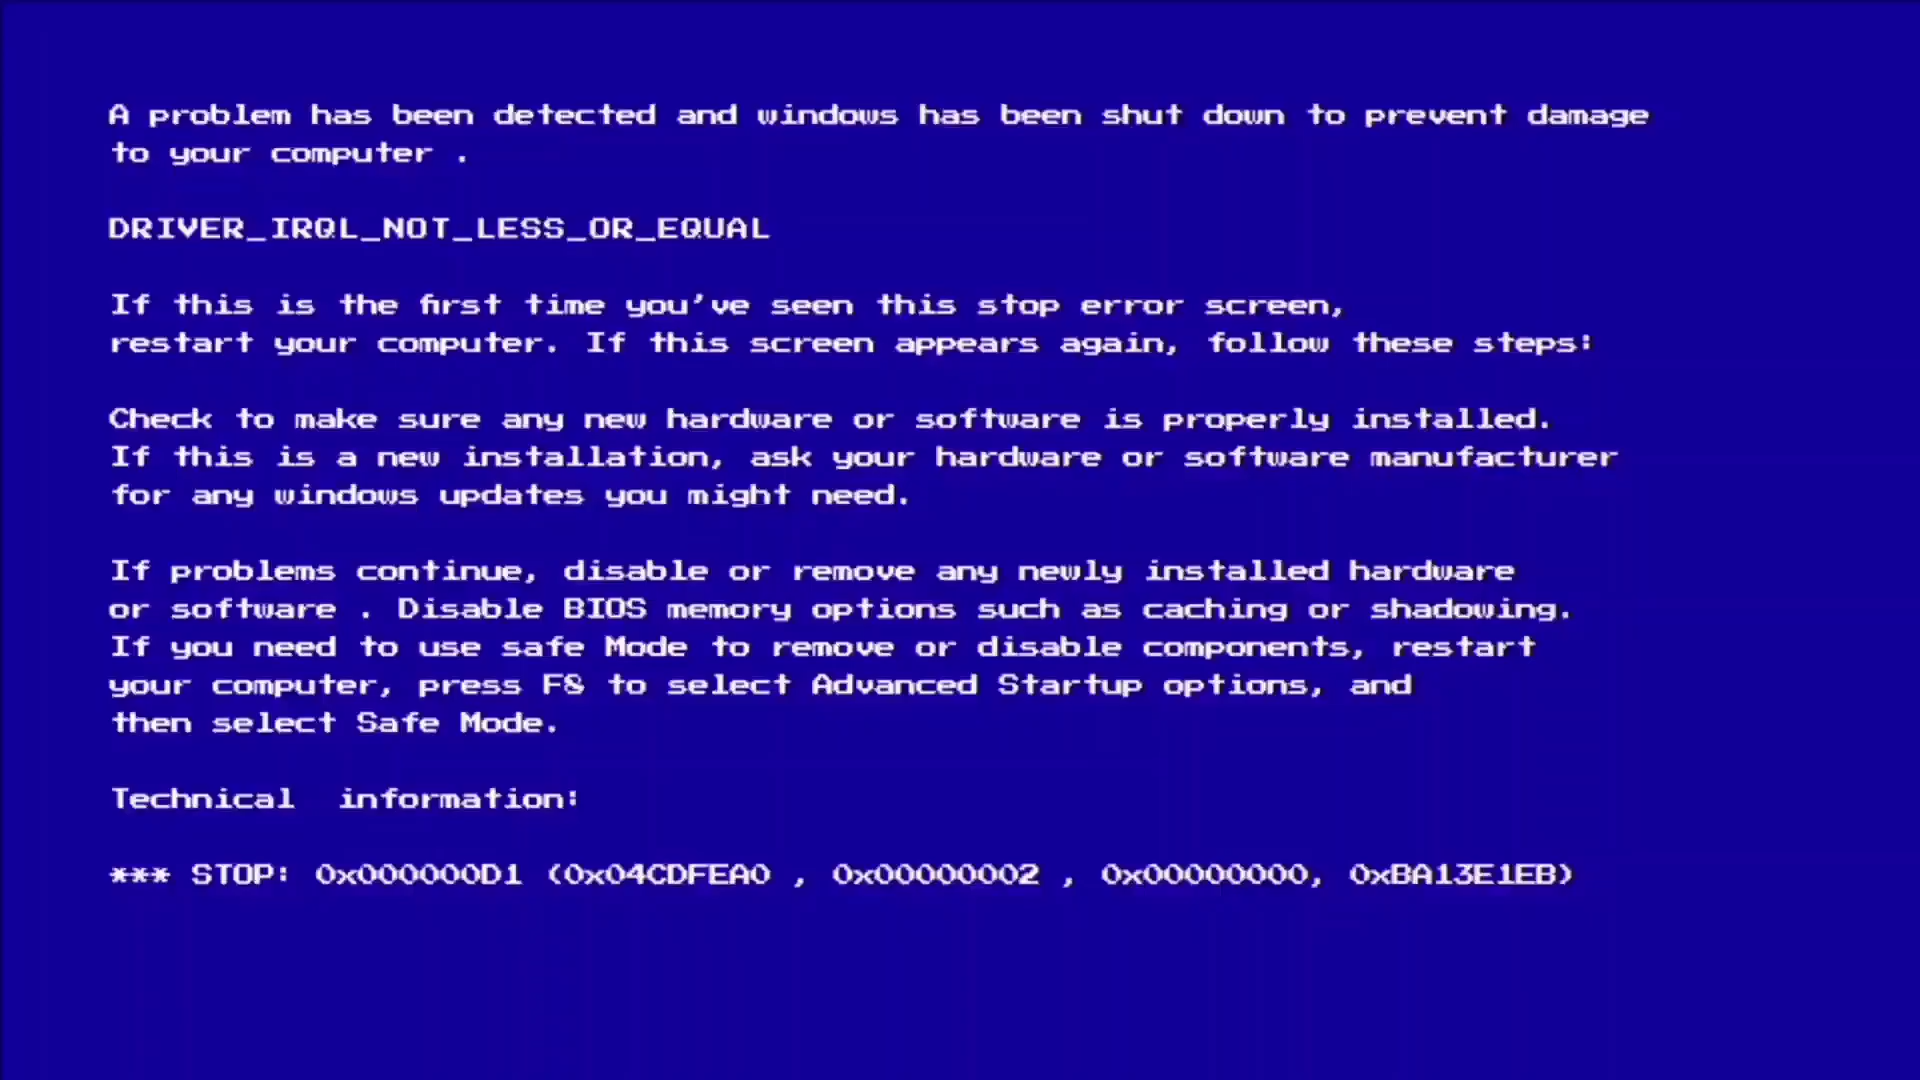 A problem has been detected and windows has been shut down to prevent damage
to your computer .
DRIVER_IRQL_NOT_LESS_OR_EQUAL
If this is the first time you've seen this stop error screen,
restart your computer. If this screen appears again, follow these steps:
Check to make sure any new hardware or software is properly installed.
If this is a new installation, ask your hardware or software manufacturer
for any windows updates you might need.
If problems continue, disable or remove any newly installed hardware
or software . Disable BIOS memory options such as caching or shadowing.
If you need to use safe Mode to remove or disable components, restart
your computer, press F& to select Advanced Startup options, and
then select Safe Mode.
Technical  information:
*** STOP: 0x000000D1 (0x04CDFEA0 , 0x00000002 , 0x00000000, 0xBA13E1EB)